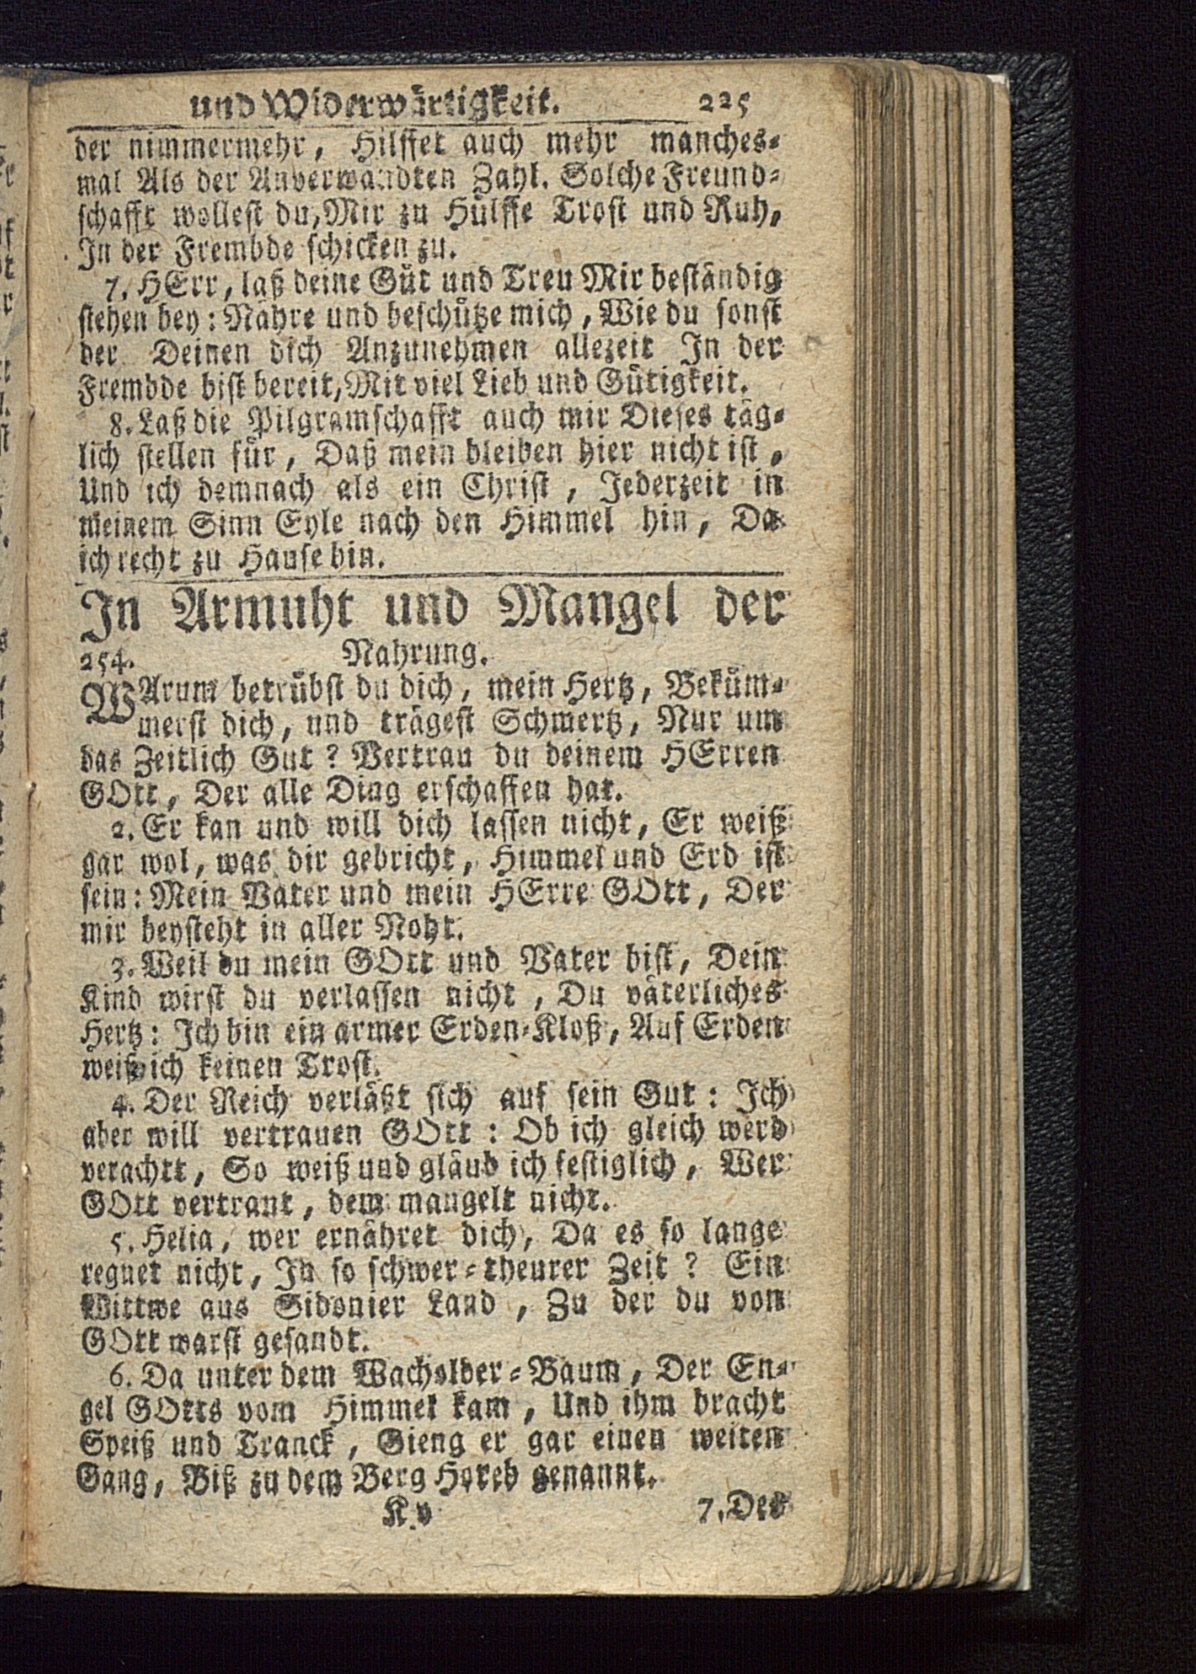 und Widerwärtigkeit. 225
der nimmermehr, Hilffet auch mehr manches-
mal Als der Anverwandten Zahl. Solche Freund-
schafft wollest du, Mir zu Hülffe Trost und Ruh,
In der Frembde schicken zu.
7. HErr, laß deine Güt und Treu Mir beständig
stehen bey: Nähre und beschütze mich, Wie du sonst
der Deinen dich Anzunehmen allezeit In der
Frembde bist bereit, Mit viel Lieb und Gütigkeit.
8. Laß die Pilgramschafft auch mir Dieses täg-
lich stellen für, Daß mein bleiben hier nicht ist,
Und ich demnach als ein Christ, Jederzeit in
meinem Sinn Eyle nach den Himmel hin, Da
ich recht zu Hause bin.
In Armuht und Mangel der
254. Nahrung.
WArum betrübst du dich, mein Hertz, Beküm-
merst dich, und trägest Schmertz, Nur um
das Zeitlich Gut? Vertrau du deinem HErren
GOtt, Der alle Ding erschaffen hat.
2. Er kan und will dich lassen nicht, Er weiß
gar wol, was dir gebricht, Himmel und Erd ist
sein: Mein Vater und mein HErre GOtt, Der
mir beysteht in aller Noht.
3. Weil du mein GOtt und Vater bist, Dein
Kind wirst du verlassen nicht, Du väterliches
Hertz: Ich bin ein armer Erden-Kloß, Auf Erden
weiß ich keinen Trost.
4. Der Reich verläßt sich auf sein Gut: Ich
aber will vertrauen GOtt: Ob ich gleich werd
veracht, So weiß und gläub ich festiglich, Wer
GOtt vertraut, dem mangelt nicht.
5. Helia, wer ernähret dich, Da es so lange
regnet nicht, In so schwer-theurer Zeit? Ein
Wittwe aus Sidonier Land, Zu der du von
GOtt warst gesandt.
6. Da unter dem Wacholder-Baum, Der En-
gel GOtts vom Himmel kam, Und ihm bracht
Speiß und Tranck, Gieng er gar einen weiten
Gang, Biß zu dem Berg Horeb genannt.
K v 7. Des